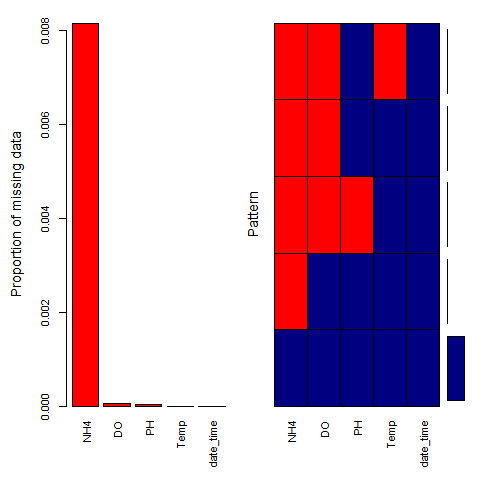 Proportion of missing data
0.008
0.006
0.004
0.002
0.000
NH4
DO
PH
Temp
date_time
Pattern
NH4
DO
PH
Temp
date_time